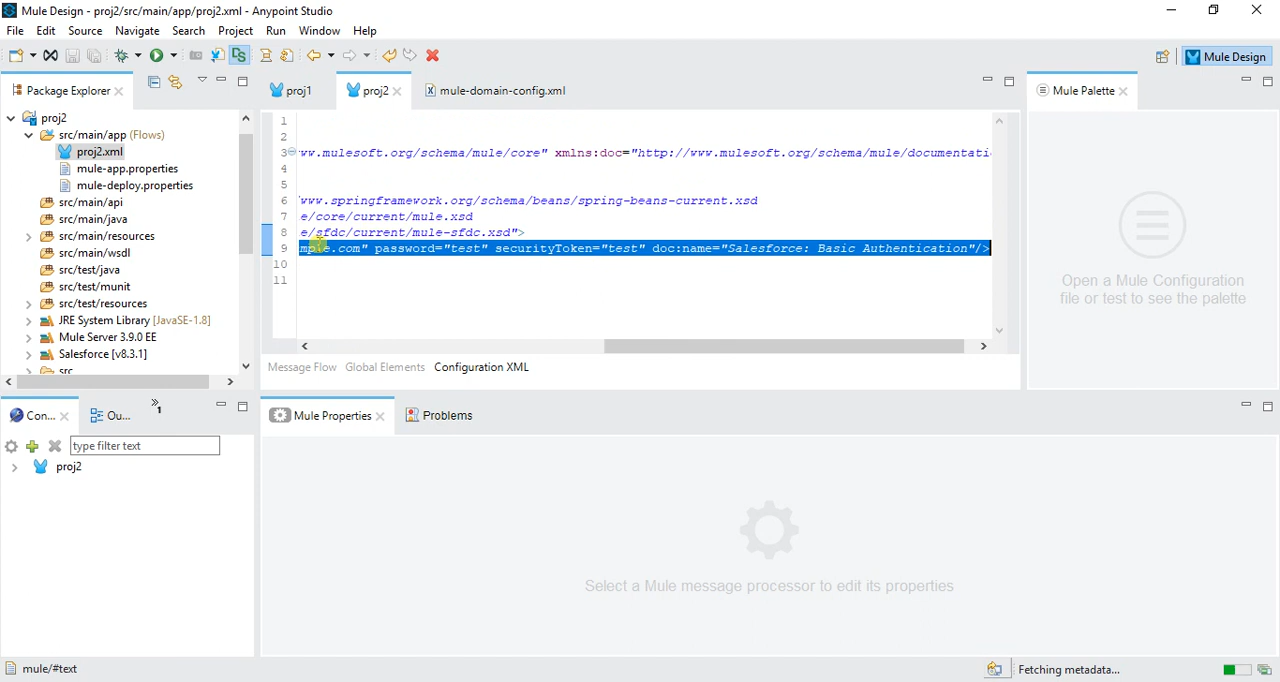 Mule Design - proj2/src/main/app/proj2.xml - Anypoint Studio
File Edit Source Navigate Search Project Run Window Help
Mule Design
Package Explorer
proj1
proj2
mule-domain-config.xml
Mule Palette
proj2
src/main/app (Flows)
proj2.xml
mule-app.properties
mule-deploy.properties
src/main/api
src/main/java
src/main/resources
src/main/wsdl
src/test/java
src/test/munit
src/test/resources
JRE System Library [JavaSE-1.8]
Mule Server 3.9.0 EE
Salesforce [v8.3.1]
src
1
2
3 ww.mulesoft.org/schema/mule/core" xmlns:doc="http://www.mulesoft.org/schema/mule/documentati
4
5
6 www.springframework.org/schema/beans/spring-beans-current.xsd
7 e/core/current/mule.xsd
8 e/sfdc/current/mule-sfdc.xsd">
9 mple.com" password="test" securityToken="test" doc:name="Salesforce: Basic Authentication"/>
10
11
Message Flow Global Elements Configuration XML
Open a Mule Configuration
file or test to see the palette
Con...
Ou...
1
type filter text
proj2
Mule Properties
Problems
Select a Mule message processor to edit its properties
mule/#text
Fetching metadata...